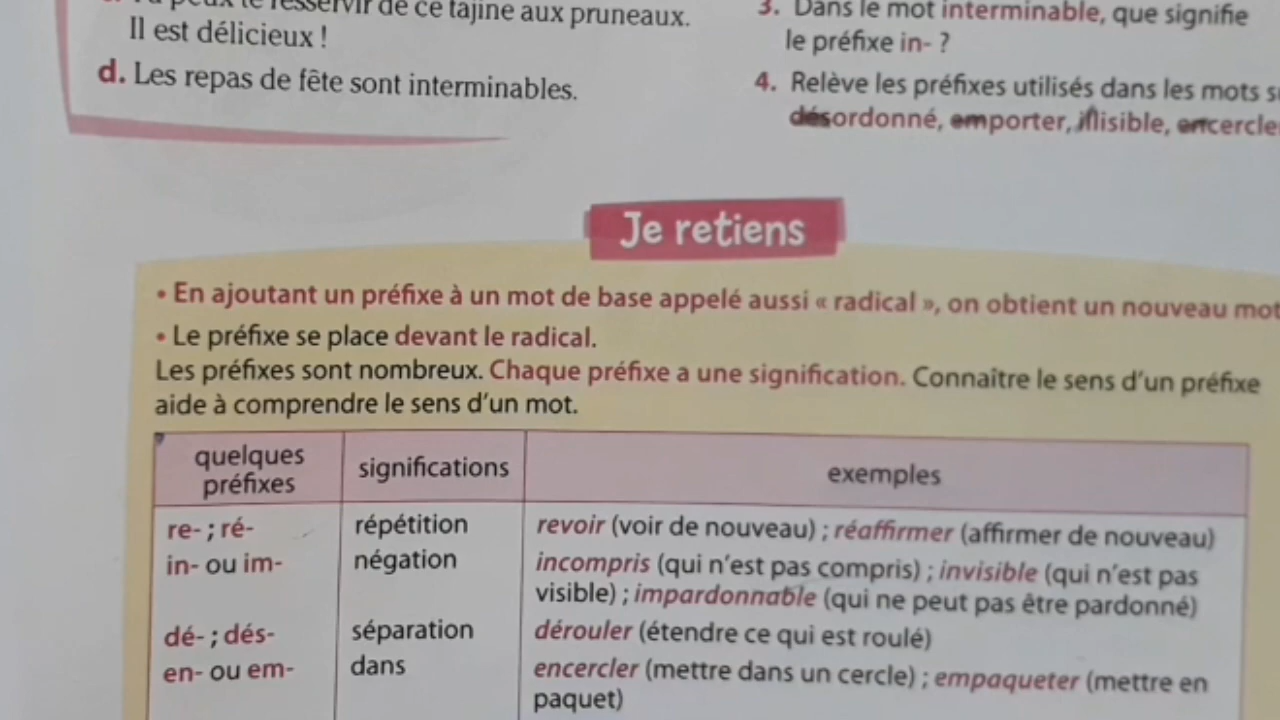 te resservir de ce tajine aux pruneaux.
Il est délicieux !
d. Les repas de fête sont interminables.
3. Dans le mot interminable, que signifie
le préfixe in- ?
4. Relève les préfixes utilisés dans les mots
désordonné, emporter, illisible, encercle
Je retiens
• En ajoutant un préfixe à un mot de base appelé aussi « radical », on obtient un nouveau mot
• Le préfixe se place devant le radical.
Les préfixes sont nombreux. Chaque préfixe a une signification. Connaître le sens d'un préfixe
aide à comprendre le sens d'un mot.
quelques préfixes significations exemples
re- ; ré- répétition revoir (voir de nouveau) ; réaffirmer (affirmer de nouveau)
in- ou im- négation incompris (qui n'est pas compris) ; invisible (qui n'est pas
visible) ; impardonnable (qui ne peut pas être pardonné)
dé- ; dés- séparation dérouler (étendre ce qui est roulé)
en- ou em- dans encercler (mettre dans un cercle) ; empaqueter (mettre en
paquet)